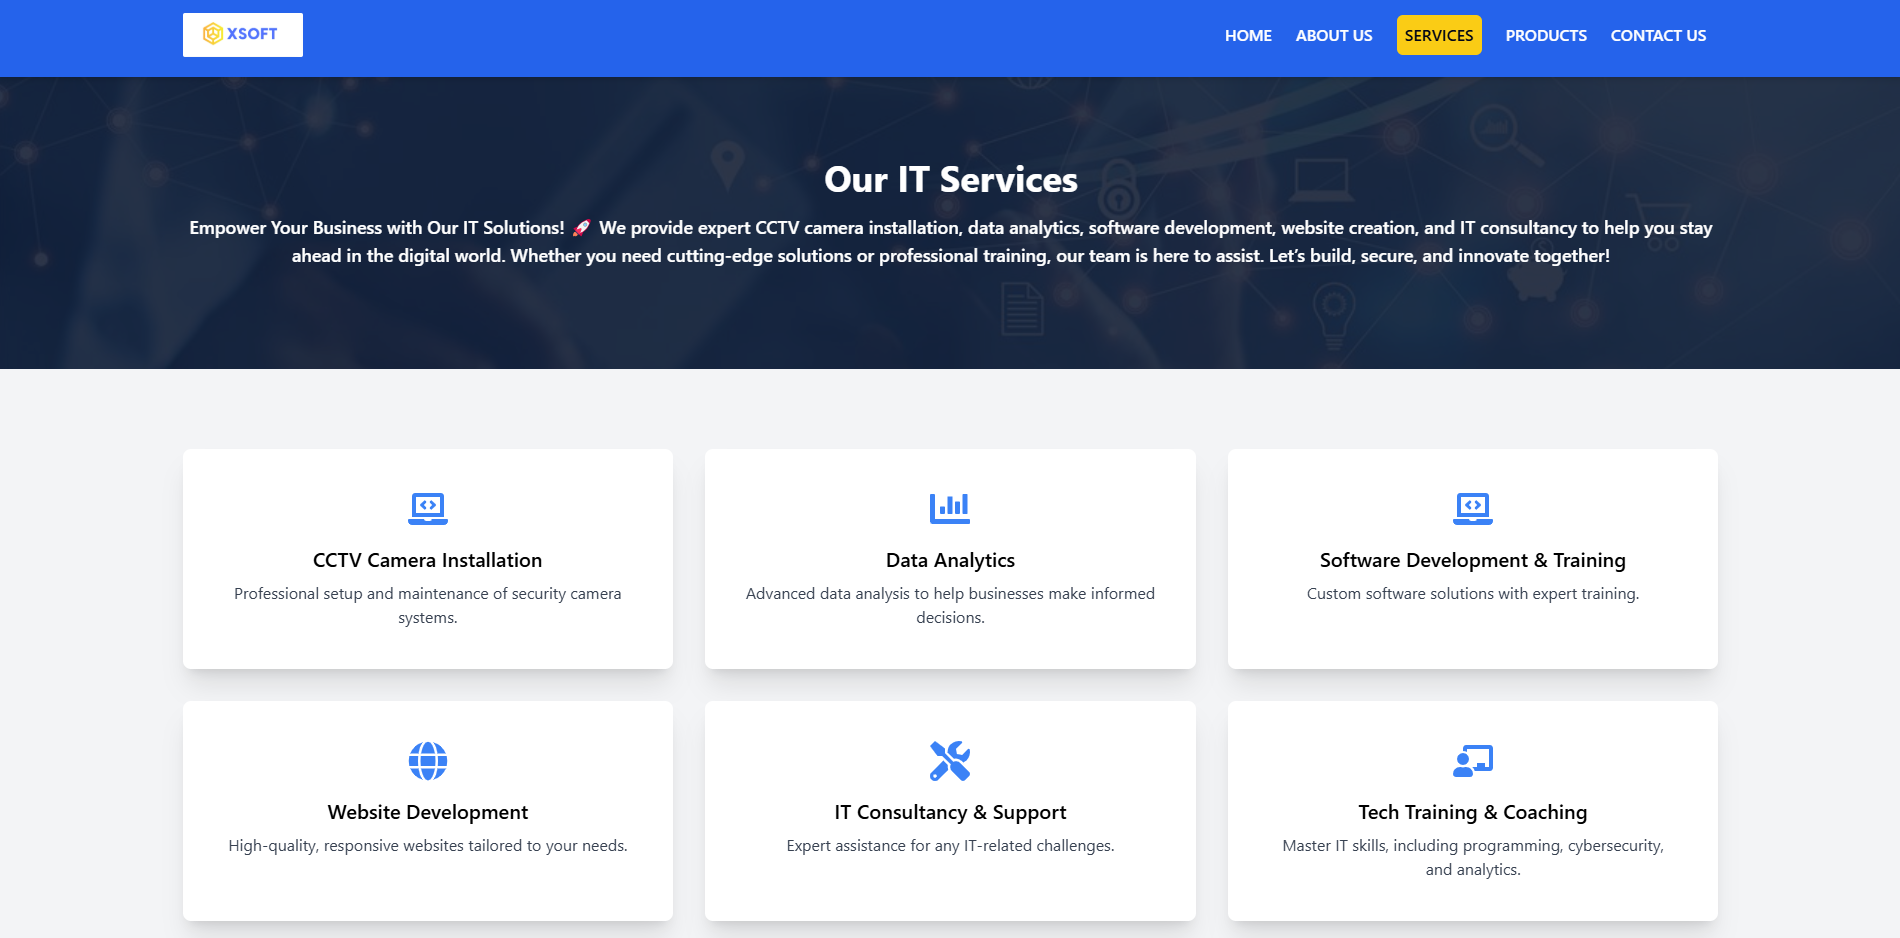 XSOFT
HOME ABOUT US SERVICES PRODUCTS CONTACT US
Our IT Services
Empower Your Business with Our IT Solutions! 🚀 We provide expert CCTV camera installation, data analytics, software development, website creation, and IT consultancy to help you stay
ahead in the digital world. Whether you need cutting-edge solutions or professional training, our team is here to assist. Let’s build, secure, and innovate together!
CCTV Camera Installation
Professional setup and maintenance of security camera
systems.
Data Analytics
Advanced data analysis to help businesses make informed
decisions.
Software Development & Training
Custom software solutions with expert training.
Website Development
High-quality, responsive websites tailored to your needs.
IT Consultancy & Support
Expert assistance for any IT-related challenges.
Tech Training & Coaching
Master IT skills, including programming, cybersecurity,
and analytics.